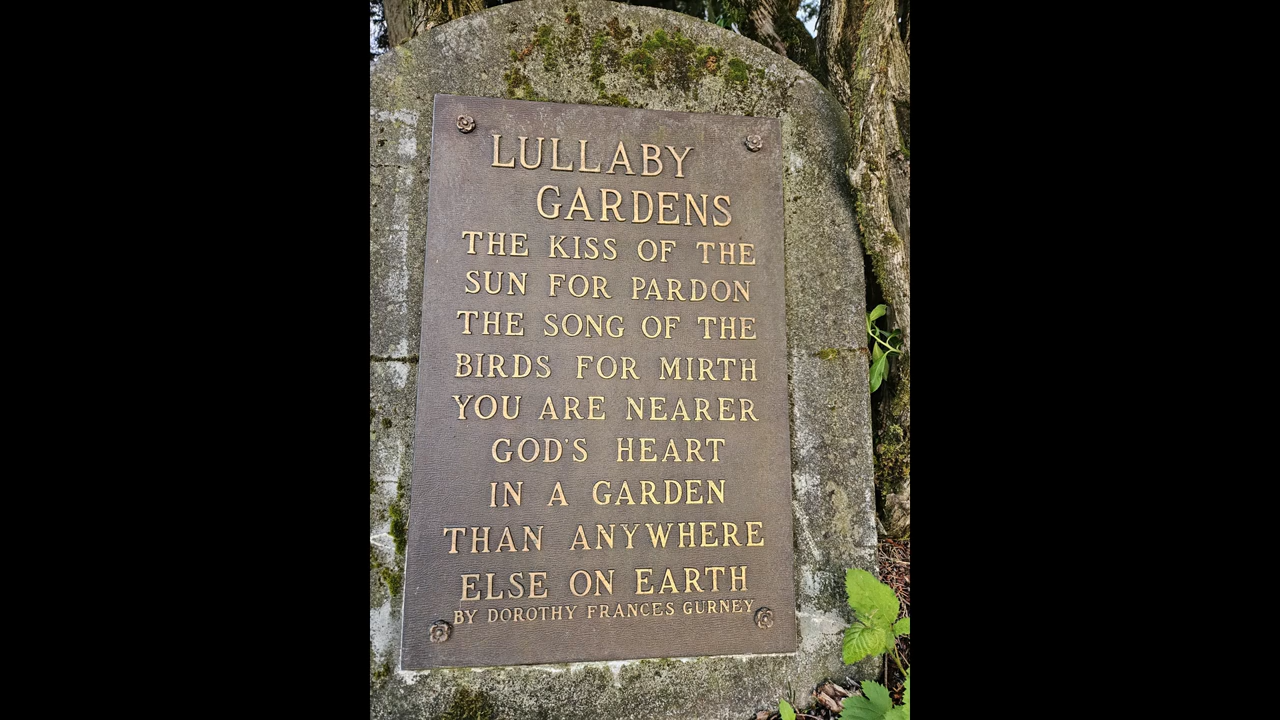 LULLABY
GARDENS
THE KISS OF THE
SUN FOR PARDON
THE SONG OF THE
BIRDS FOR MIRTH
YOU ARE NEARER
GOD'S HEART
IN A GARDEN
THAN ANYWHERE
ELSE ON EARTH
BY DOROTHY FRANCES GURNEY